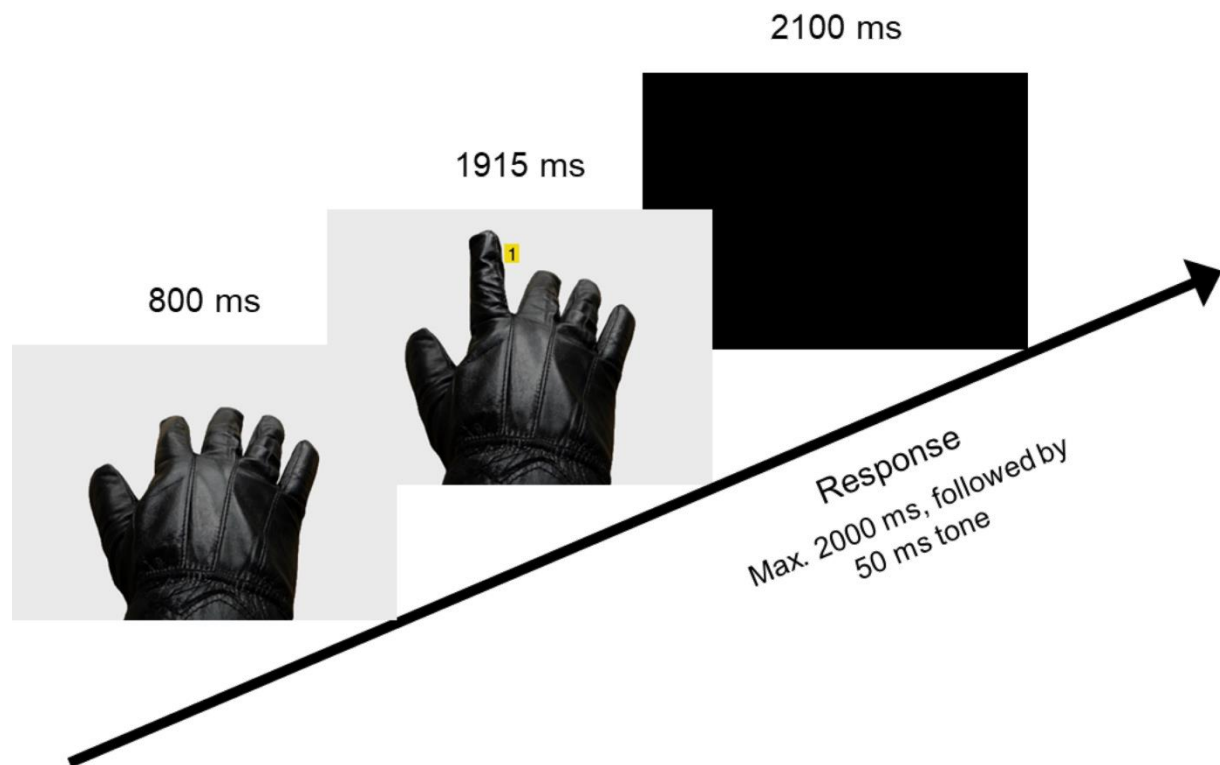 2100 ms
1915 ms
1
800 ms
Response
Max. 2000 ms, followed by
50 ms tone